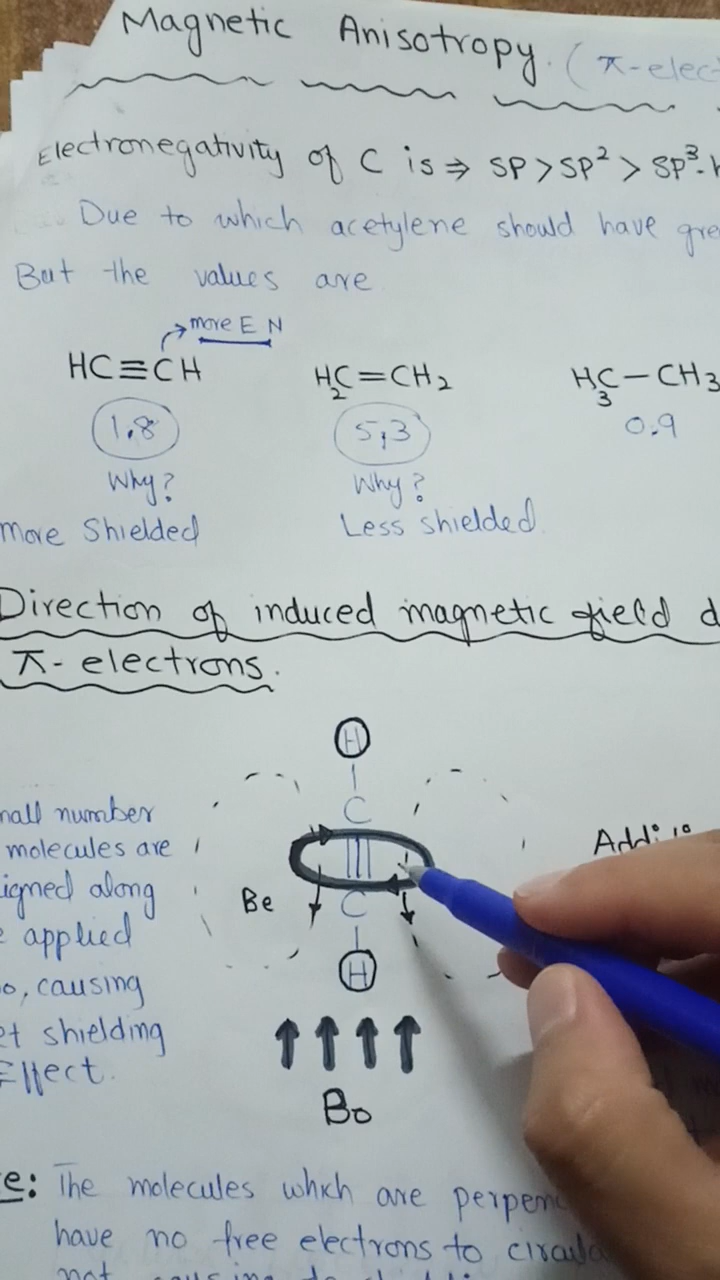 Magnetic Anisotropy. (π-elec
Electronegativity of C is ⇒ SP > SP² > SP³-
Due to which acetylene should have gre
But the values are
more E N
HC≡CH H₂C=CH₂ H₃C-CH₃
1,8 5,3 0.9
Why? Why?
more Shielded Less shielded
Direction of induced magnetic field d
π-electrons.
H
C
mall number
molecules are
igned along
applied
o, causing
et shielding
Effect.
Be
Addi
C
H
Bo
e: The molecules which are perpen
have no free electrons to circula
not